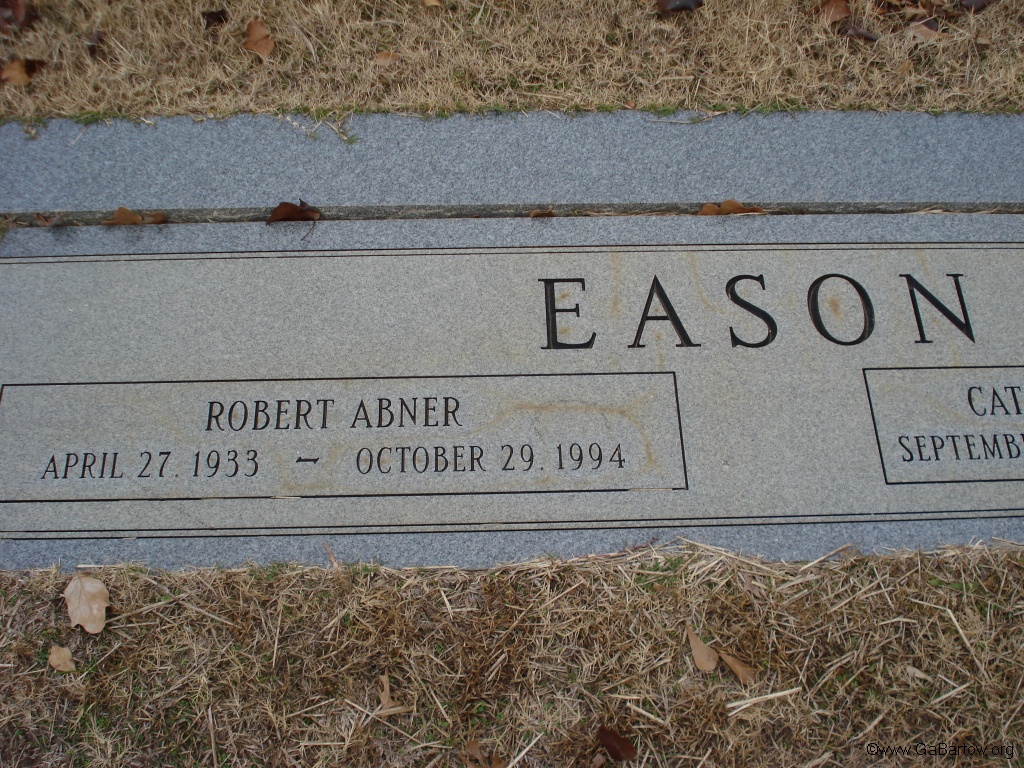 EASON
ROBERT ABNER
APRIL 27, 1933 – OCTOBER 29, 1994
CAT
SEPTEMB
©www.GaBartow.org